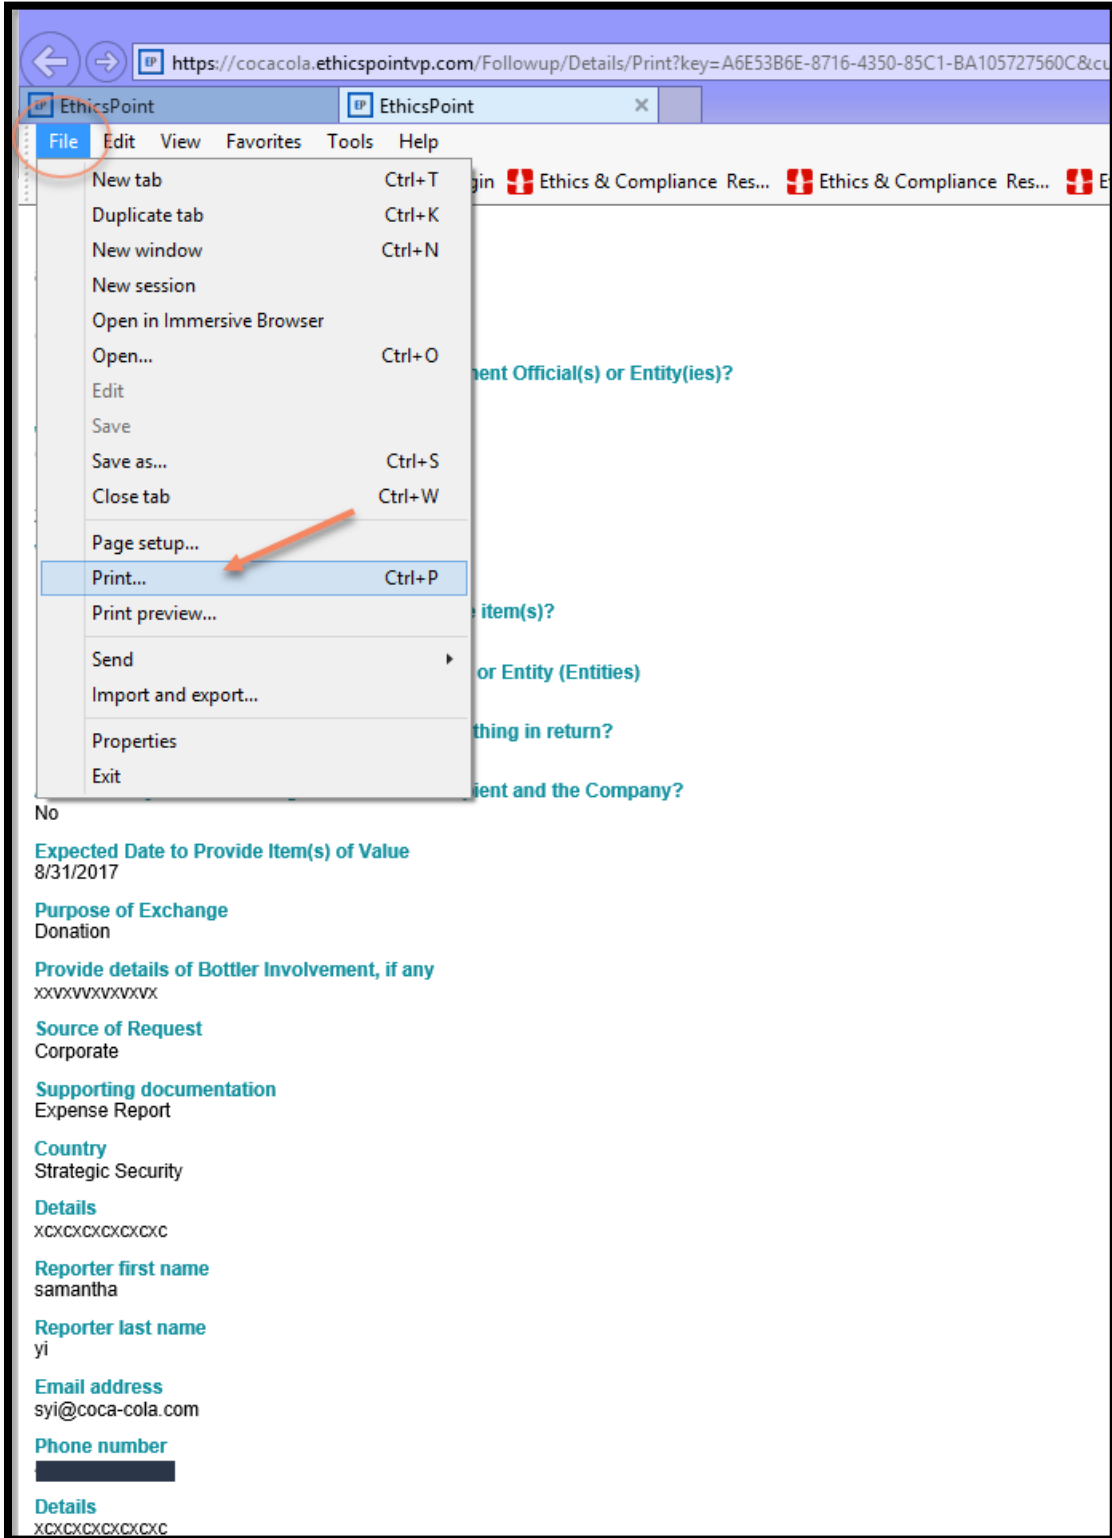 https://cocacola.ethicspointvp.com/Followup/Details/Print?key=A6E53B6E-8716-4350-85C1-BA105727560C&cu
EP EthicsPoint
EP EthicsPoint
File Edit View Favorites Tools Help
gin Ethics & Compliance Res... Ethics & Compliance Res... E
New tab Ctrl+T
Duplicate tab Ctrl+K
New window Ctrl+N
New session
Open in Immersive Browser
Open... Ctrl+O
Edit
Save
Save as... Ctrl+S
Close tab Ctrl+W
Page setup...
Print... Ctrl+P
Print preview...
Send
Import and export...
Properties
Exit
ent Official(s) or Entity(ies)?
item(s)?
or Entity (Entities)
thing in return?
ient and the Company?
No
Expected Date to Provide Item(s) of Value
8/31/2017
Purpose of Exchange
Donation
Provide details of Bottler Involvement, if any
xxvxvvxvxvxvx
Source of Request
Corporate
Supporting documentation
Expense Report
Country
Strategic Security
Details
xcxcxcxcxcxcxc
Reporter first name
samantha
Reporter last name
yi
Email address
syi@coca-cola.com
Phone number
Details
xcxcxcxcxcxcxc